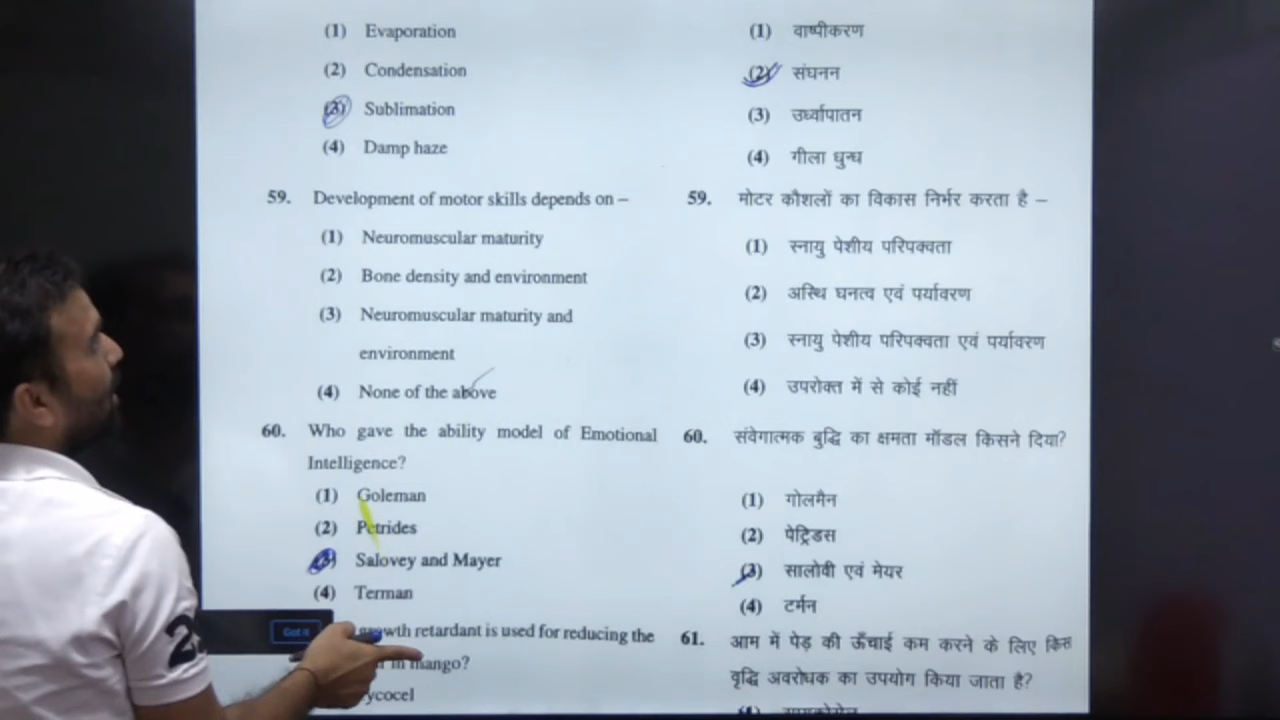 (1) Evaporation
(2) Condensation
(3) Sublimation
(4) Damp haze
59. Development of motor skills depends on –
(1) Neuromuscular maturity
(2) Bone density and environment
(3) Neuromuscular maturity and
environment
(4) None of the above
60. Who gave the ability model of Emotional
Intelligence?
(1) Goleman
(2) Petrides
(3) Salovey and Mayer
(4) Terman
growth retardant is used for reducing the
in mango?
ycocel
(1) वाष्पीकरण
(2) संघनन
(3) उर्ध्वापातन
(4) गीला धुन्ध
59. मोटर कौशलों का विकास निर्भर करता है –
(1) स्नायु पेशीय परिपक्वता
(2) अस्थि घनत्व एवं पर्यावरण
(3) स्नायु पेशीय परिपक्वता एवं पर्यावरण
(4) उपरोक्त में से कोई नहीं
60. संवेगात्मक बुद्धि का क्षमता मॉडल किसने दिया?
(1) गोलमैन
(2) पेट्रिडस
(3) सालोवी एवं मेयर
(4) टर्मन
61. आम में पेड़ की ऊँचाई कम करने के लिए किस
वृद्धि अवरोधक का उपयोग किया जाता है?
Got it